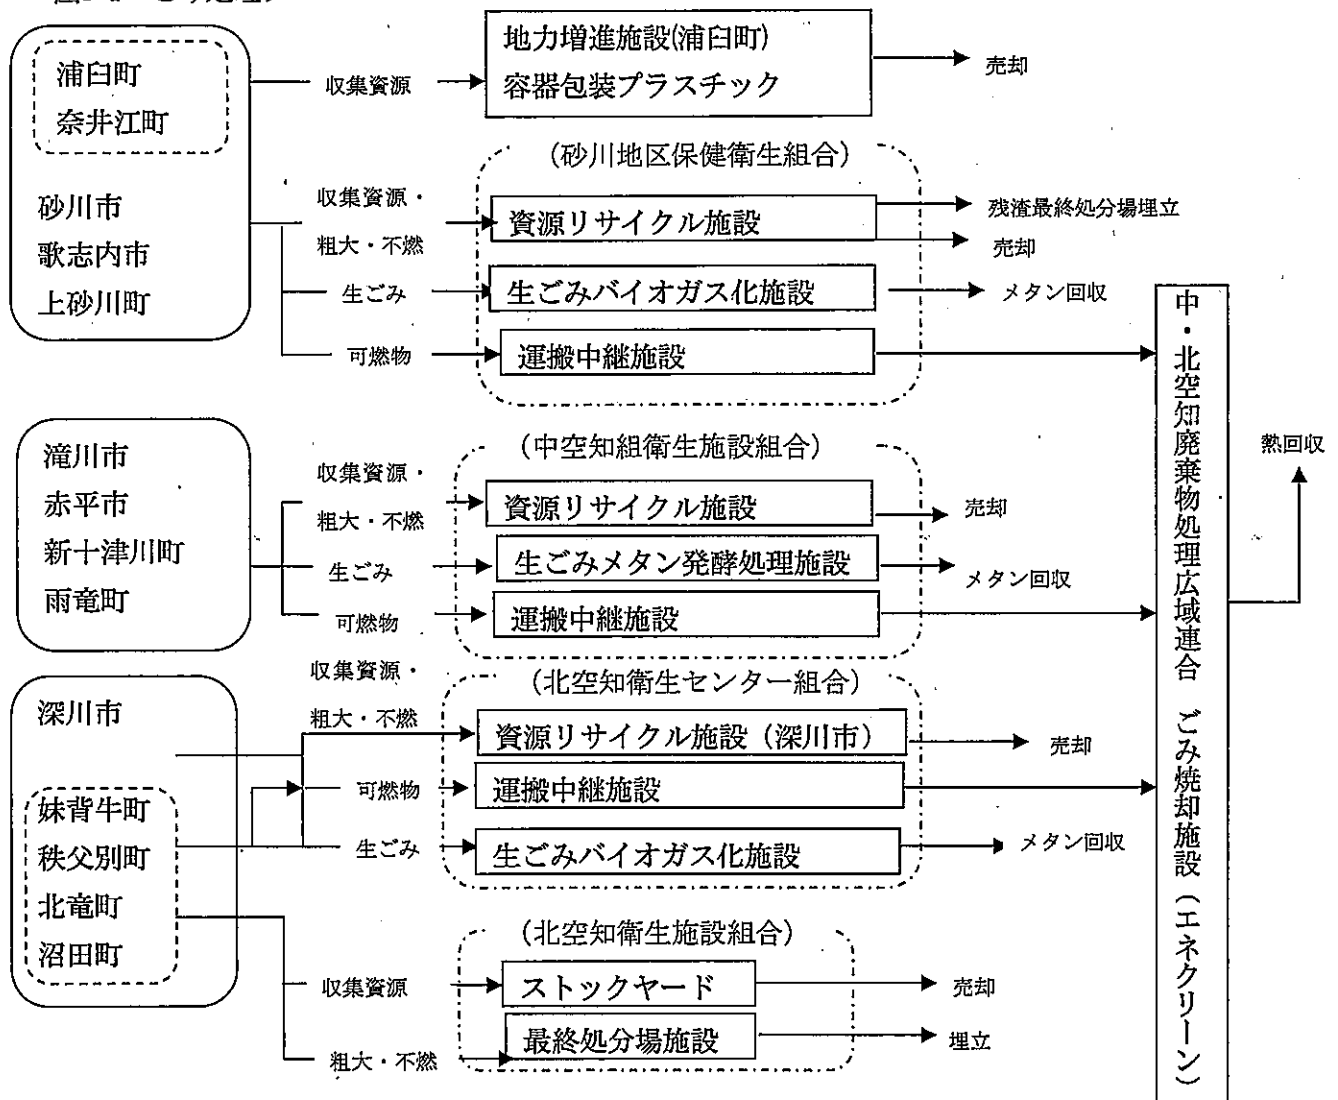 浦臼町
奈井江町
砂川市
歌志内市
上砂川町
収集資源
地力増進施設(浦臼町)
容器包装プラスチック
売却
(砂川地区保健衛生組合)
収集資源・
粗大・不燃
資源リサイクル施設
残渣最終処分場埋立
売却
生ごみ
生ごみバイオガス化施設
メタン回収
可燃物
運搬中継施設
滝川市
赤平市
新十津川町
雨竜町
(中空知組衛生施設組合)
収集資源・
粗大・不燃
資源リサイクル施設
売却
生ごみ
生ごみメタン発酵処理施設
メタン回収
可燃物
運搬中継施設
深川市
妹背牛町
秩父別町
北竜町
沼田町
(北空知衛生センター組合)
収集資源・
粗大・不燃
資源リサイクル施設(深川市)
売却
可燃物
運搬中継施設
生ごみ
生ごみバイオガス化施設
メタン回収
(北空知衛生施設組合)
収集資源
ストックヤード
売却
粗大・不燃
最終処分場施設
埋立
中・北空知廃棄物処理広域連合 ごみ焼却施設(エネクリーン)
熱回収